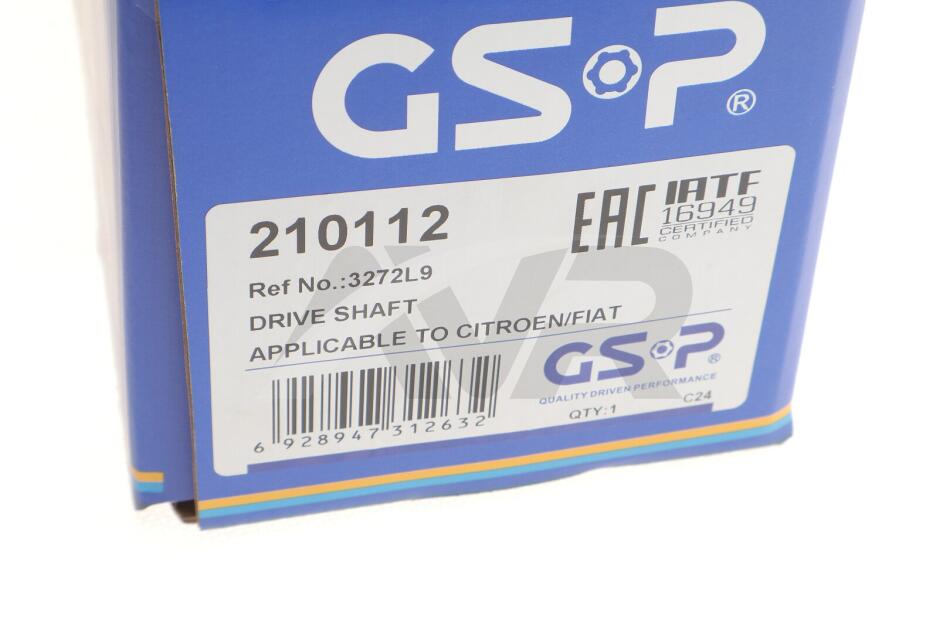 GSP®
210112
EAC
IATF
16949
CERTIFIED
COMPANY
Ref No.:3272L9
DRIVE SHAFT
APPLICABLE TO CITROEN/FIAT
GSP®
QUALITY DRIVEN PERFORMANCE
QTY:1 C24
6 928947 312632
AVR